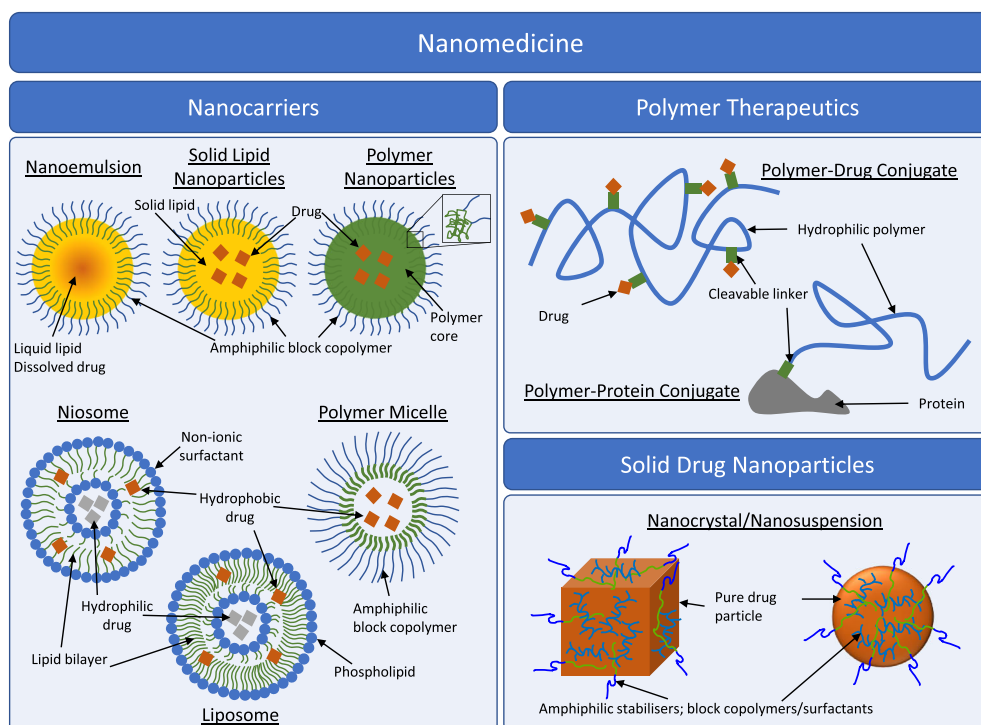 Nanomedicine
Nanocarriers
Nanoemulsion
Solid Lipid
Nanoparticles
Polymer
Nanoparticles
Solid lipid
Drug
Liquid lipid
Dissolved drug
Amphiphilic block copolymer
Polymer
core
Niosome
Polymer Micelle
Non-ionic
surfactant
Hydrophobic
drug
Hydrophilic
drug
Lipid bilayer
Amphiphilic
block copolymer
Phospholipid
Liposome
Polymer Therapeutics
Polymer-Drug Conjugate
Hydrophilic polymer
Cleavable linker
Drug
Polymer-Protein Conjugate
Protein
Solid Drug Nanoparticles
Nanocrystal/Nanosuspension
Pure drug
particle
Amphiphilic stabilisers; block copolymers/surfactants